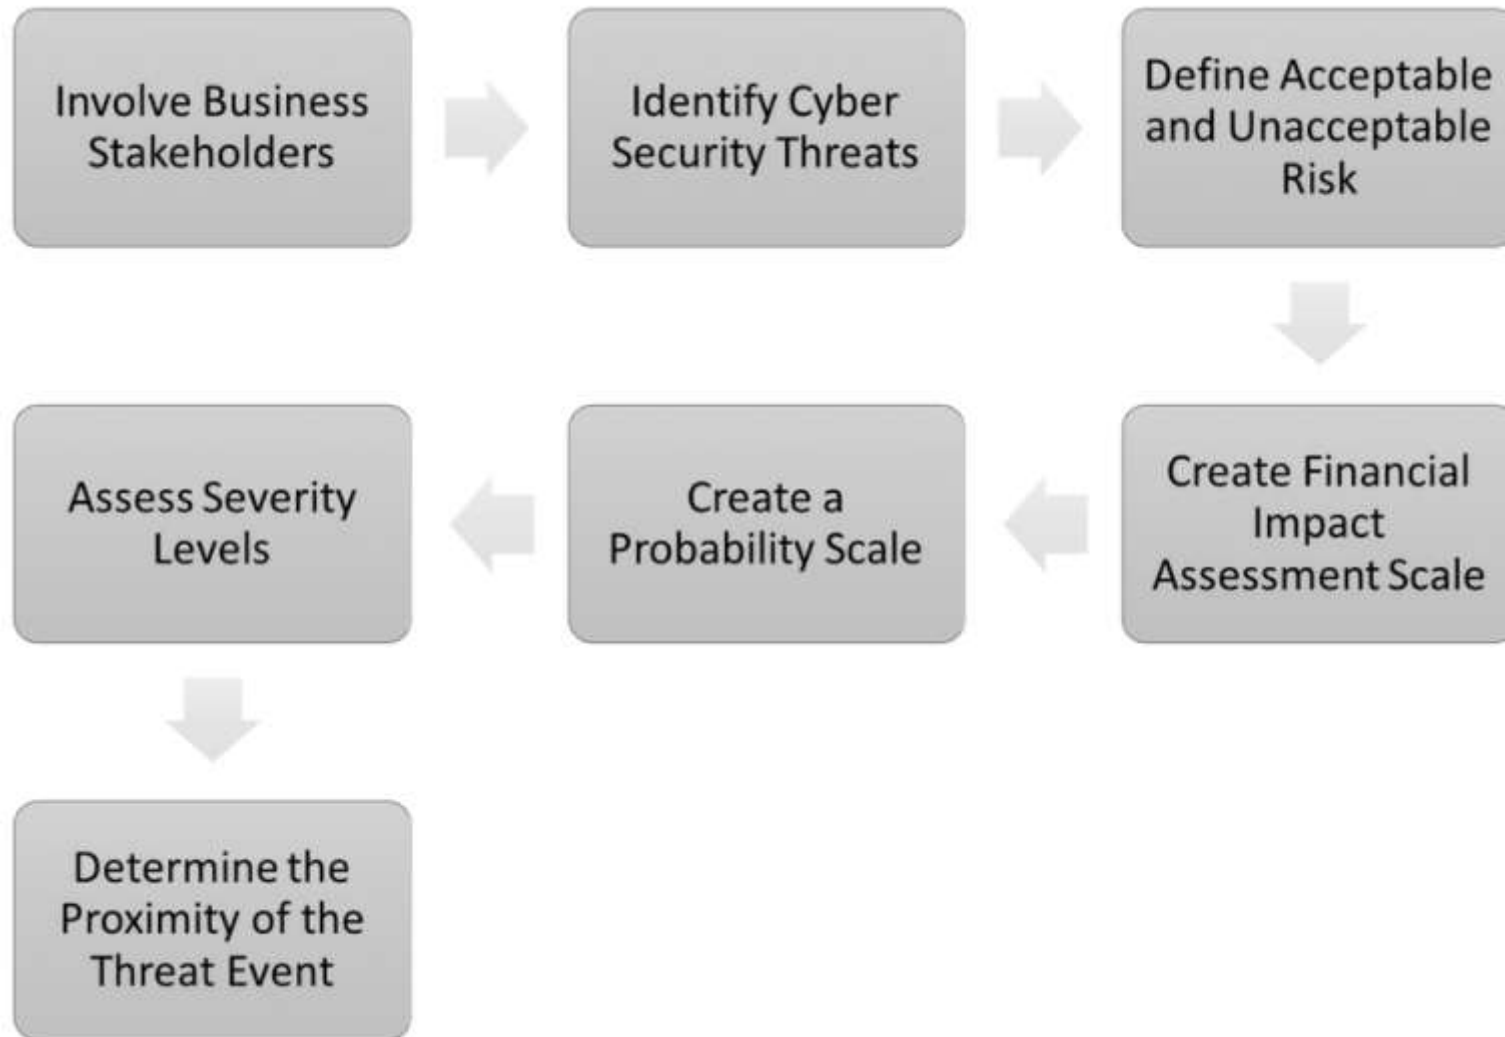 Involve Business
Stakeholders
Identify Cyber
Security Threats
Define Acceptable
and Unacceptable
Risk
Create Financial
Impact
Assessment Scale
Create a
Probability Scale
Assess Severity
Levels
Determine the
Proximity of the
Threat Event